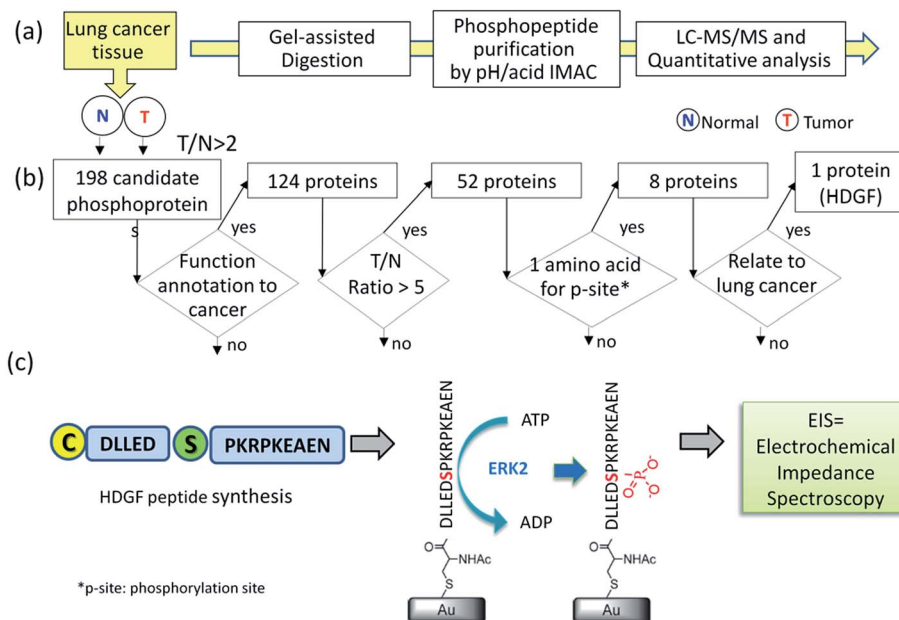 (a)
Lung cancer
tissue
Gel-assisted
Digestion
Phosphopeptide
purification
by pH/acid IMAC
LC-MS/MS and
Quantitative analysis
N
T
T/N>2
N Normal
T Tumor
(b)
198 candidate
phosphoprotein
s
124 proteins
52 proteins
8 proteins
1 protein
(HDGF)
yes
yes
yes
yes
Function
annotation to
cancer
T/N
Ratio > 5
1 amino acid
for p-site*
Relate to
lung cancer
no
no
no
no
(c)
C DLLED S PKRPKEAEN
HDGF peptide synthesis
DLLEDSPKRPKEAEN
ATP
ERK2
ADP
O
NHAc
S
Au
DLLEDSPKRPKEAEN
O-
P
O
O-
O
NHAc
S
Au
EIS=
Electrochemical
Impedance
Spectroscopy
*p-site: phosphorylation site